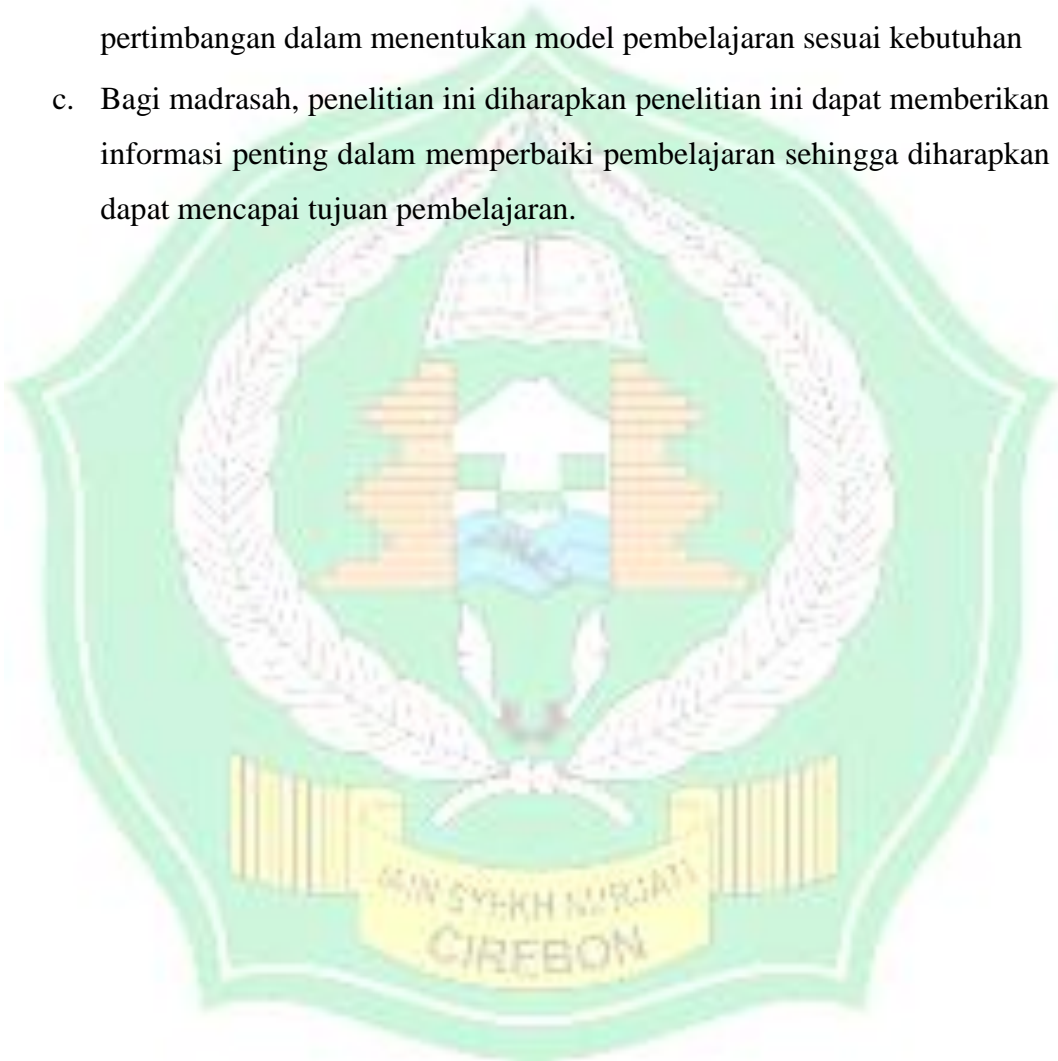 pertimbangan dalam menentukan model pembelajaran sesuai kebutuhan
c. Bagi madrasah, penelitian ini diharapkan penelitian ini dapat memberikan
informasi penting dalam memperbaiki pembelajaran sehingga diharapkan
dapat mencapai tujuan pembelajaran.
IAIN SYEKH NURJATI
CIREBON